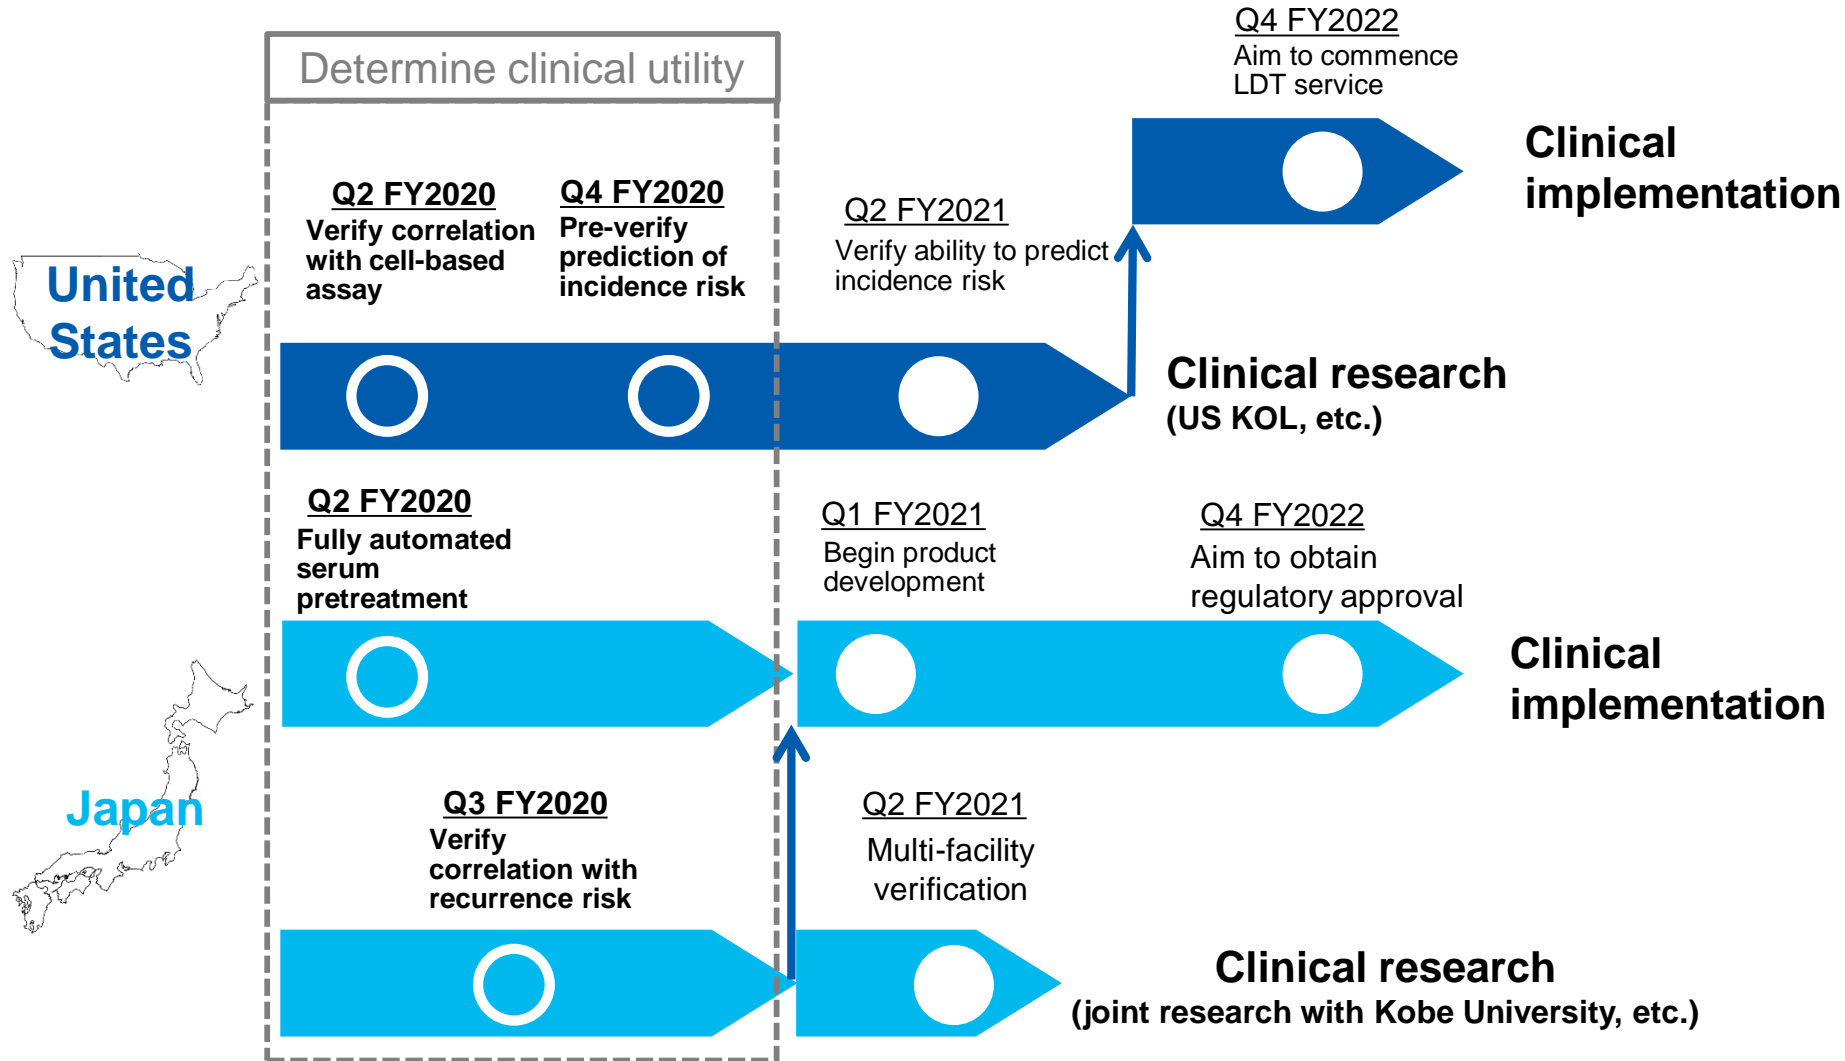 Determine clinical utility
Q4 FY2022
Aim to commence
LDT service
Clinical
implementation
United
States
Q2 FY2020
Verify correlation
with cell-based
assay
Q4 FY2020
Pre-verify
prediction of
incidence risk
Q2 FY2021
Verify ability to predict
incidence risk
Clinical research
(US KOL, etc.)
Q2 FY2020
Fully automated
serum
pretreatment
Q1 FY2021
Begin product
development
Q4 FY2022
Aim to obtain
regulatory approval
Clinical
implementation
Japan
Q3 FY2020
Verify
correlation with
recurrence risk
Q2 FY2021
Multi-facility
verification
Clinical research
(joint research with Kobe University, etc.)